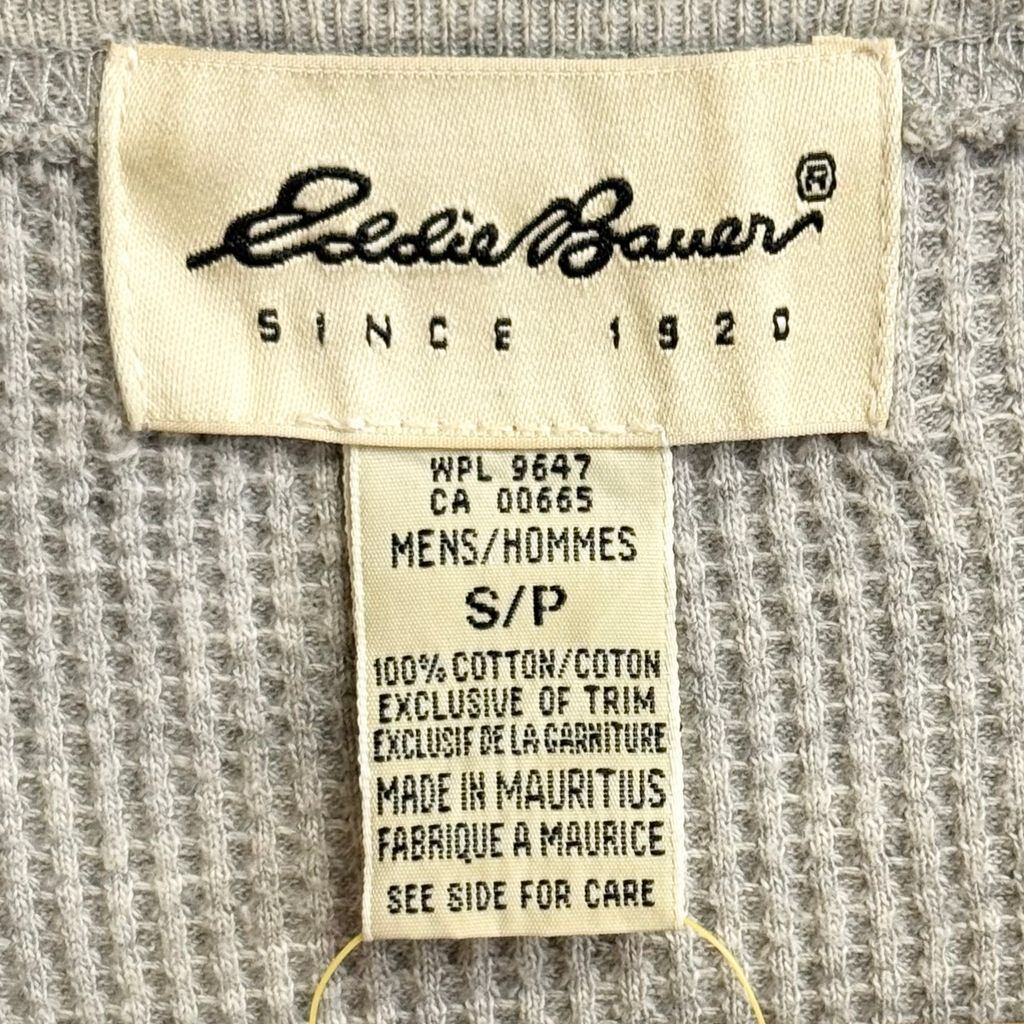 Eddie Bauer®
SINCE 1920
WPL 9647
CA 00665
MENS/HOMMES
S/P
100% COTTON/COTON
EXCLUSIVE OF TRIM
EXCLUSIF DE LA GARNITURE
MADE IN MAURITIUS
FABRIQUE A MAURICE
SEE SIDE FOR CARE